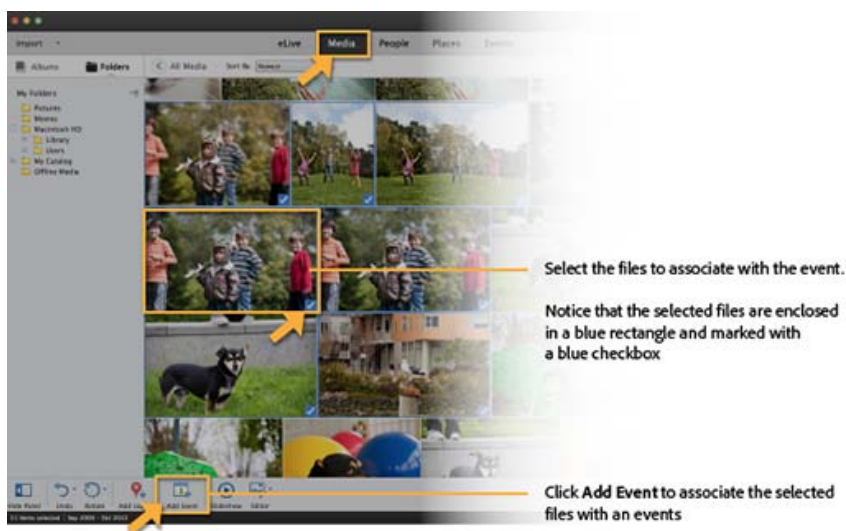 Import
eLive Media People Places Events
Albums Folders All Media Sort By Newest
My Folders
Pictures
Movies
Macintosh HD
Library
Users
My Catalog
Offline Media
Select the files to associate with the event.
Notice that the selected files are enclosed
in a blue rectangle and marked with
a blue checkbox
Undo Rotate Add Event Slideshow Editor
Click Add Event to associate the selected
files with an events